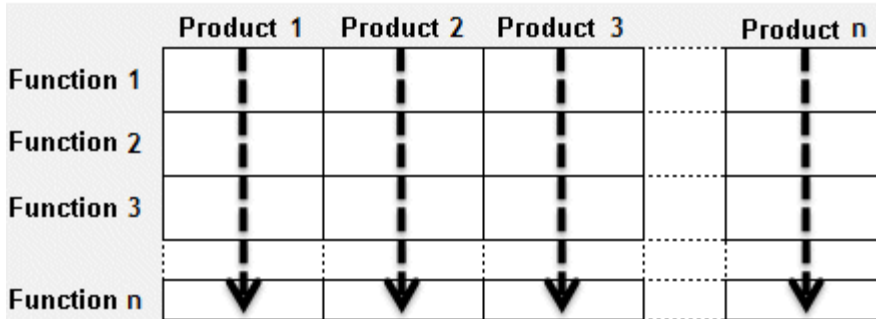 Product 1 Product 2 Product 3 Product n
Function 1
Function 2
Function 3
Function n